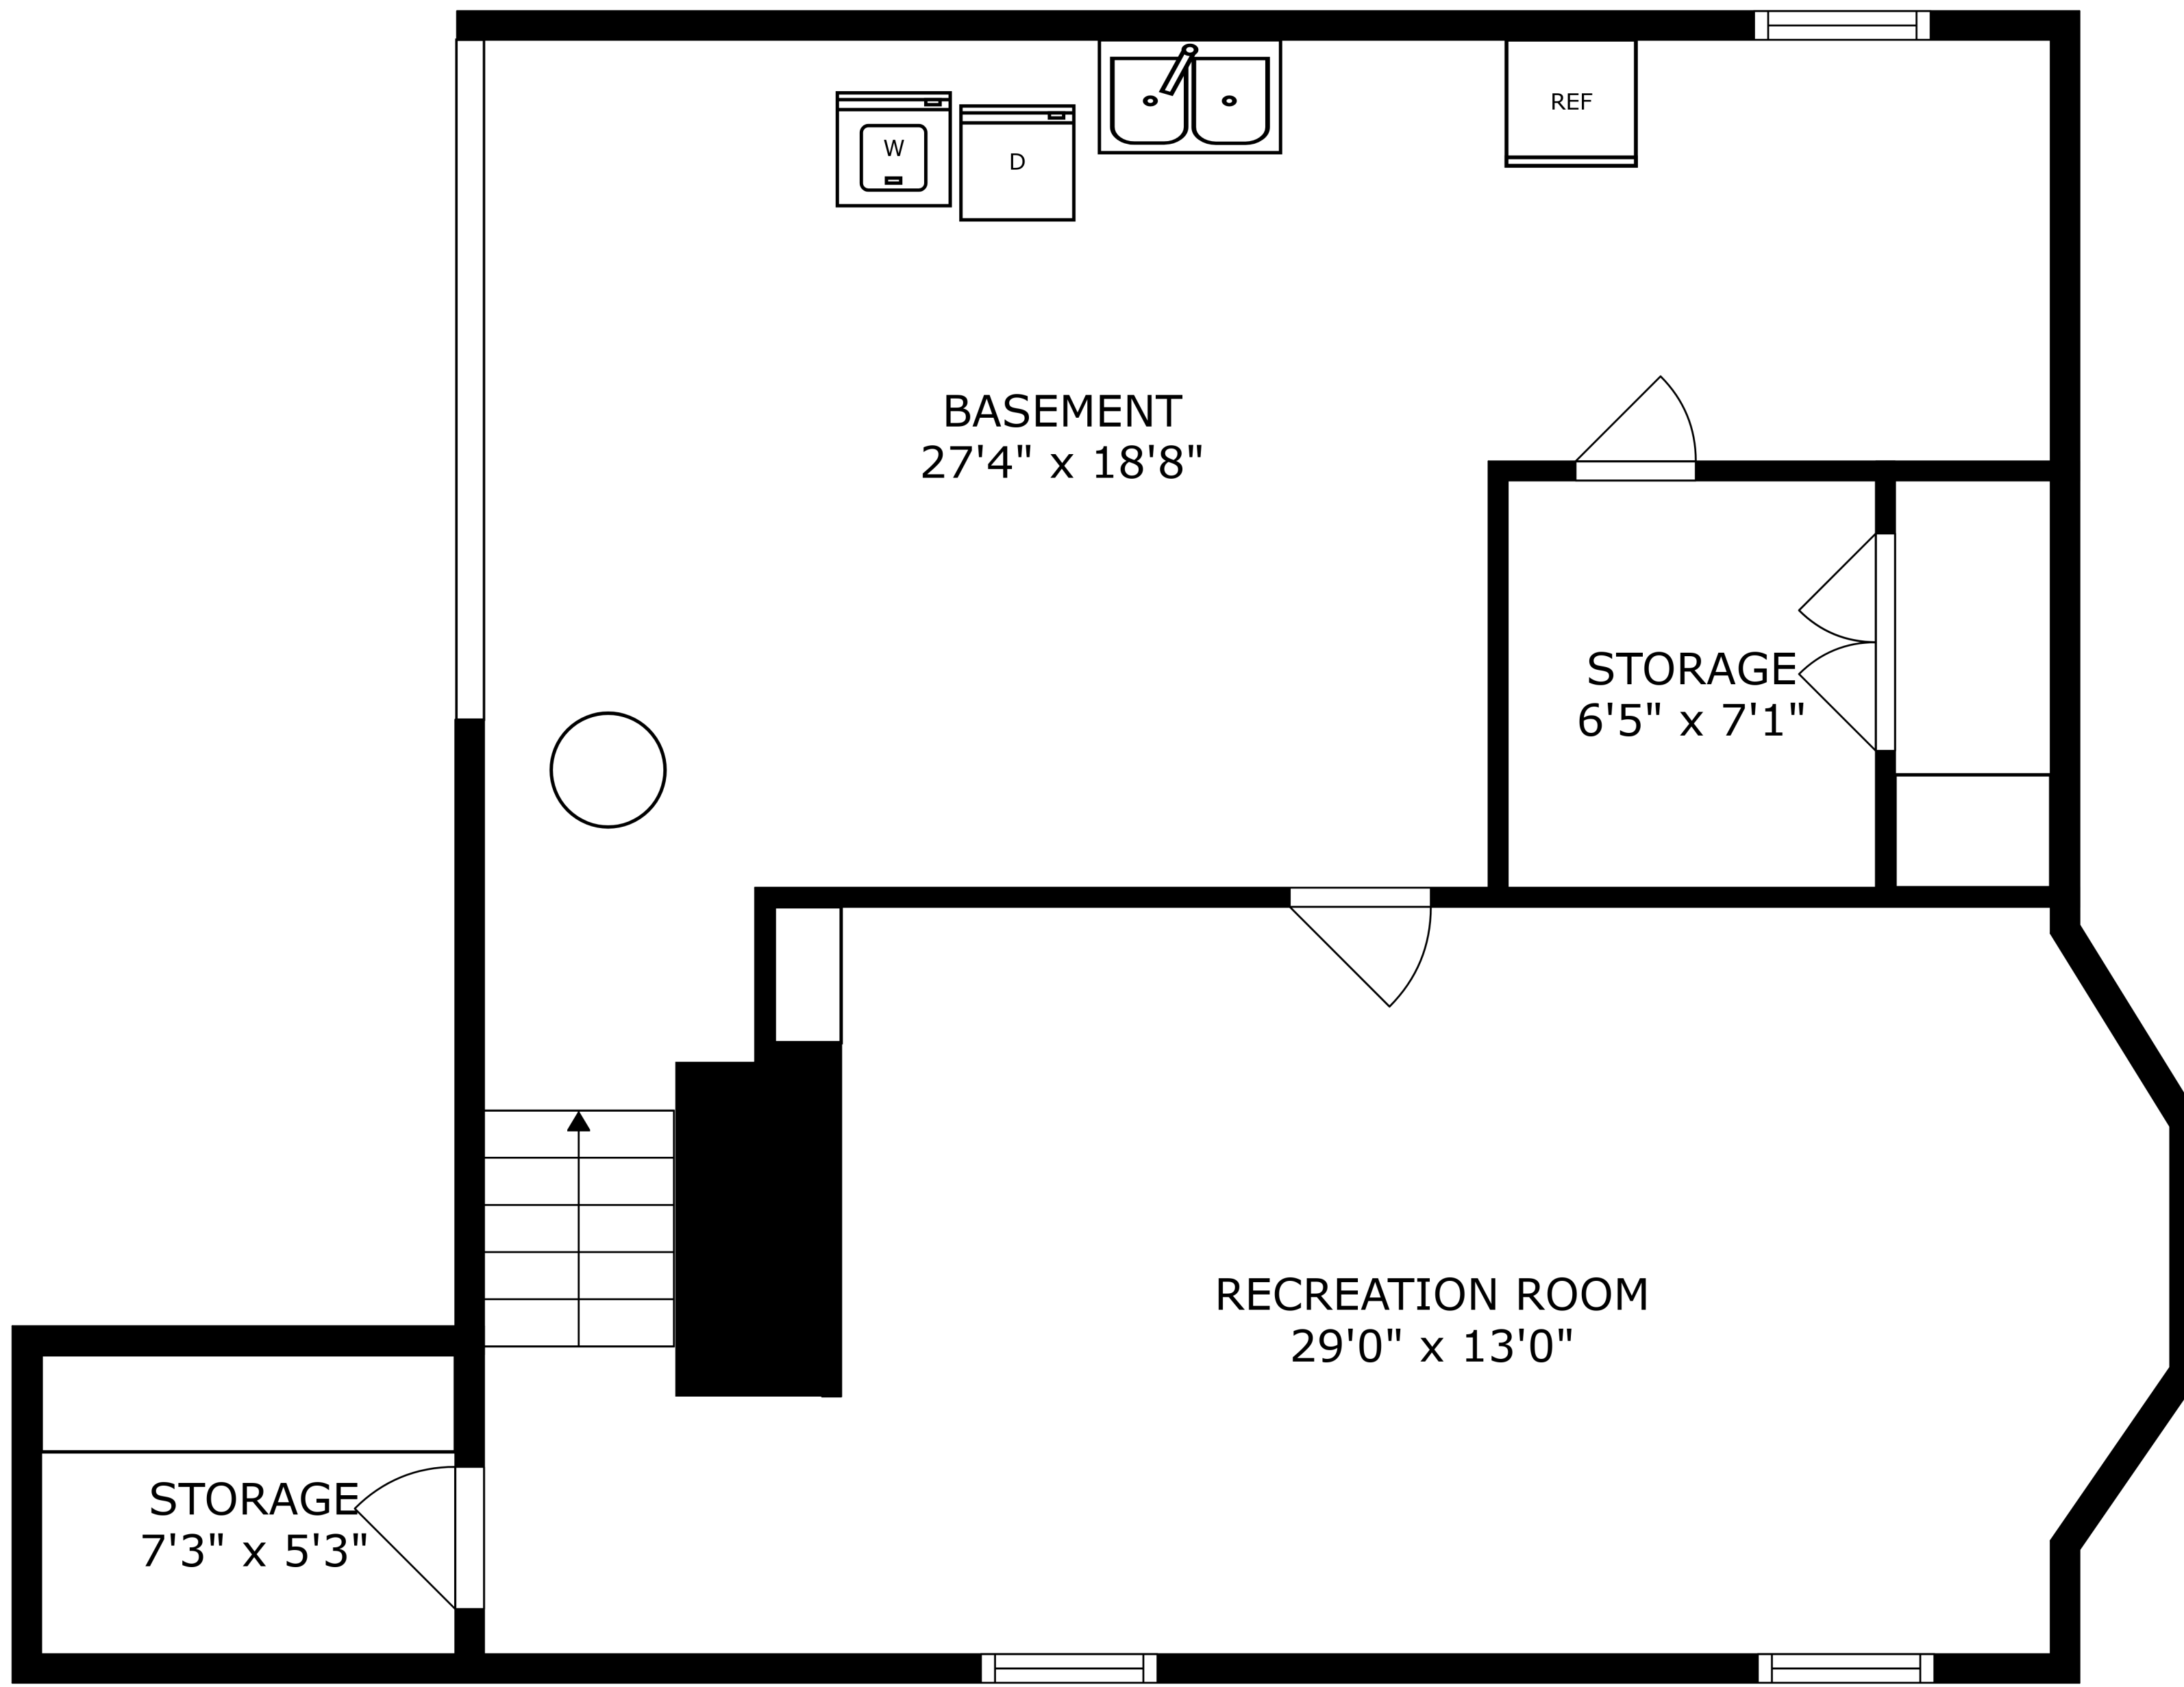 W
D
REF
BASEMENT
27'4" x 18'8"
STORAGE
6'5" x 7'1"
RECREATION ROOM
29'0" x 13'0"
STORAGE
7'3" x 5'3"